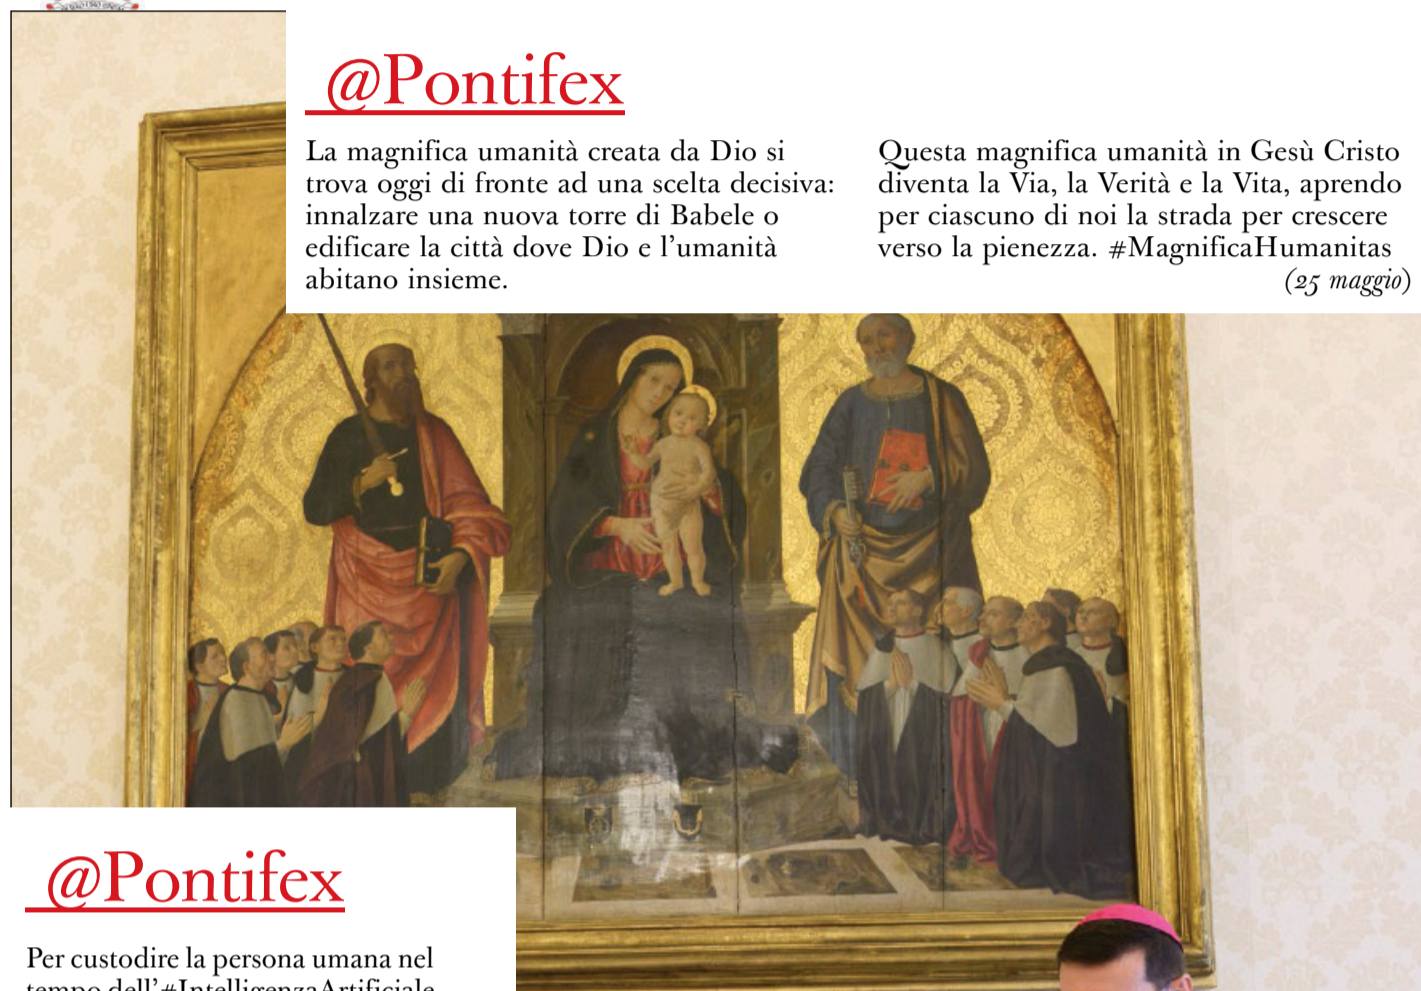 @Pontifex
La magnifica umanità creata da Dio si
trova oggi di fronte ad una scelta decisiva:
innalzare una nuova torre di Babele o
edificare la città dove Dio e l’umanità
abitano insieme.
Questa magnifica umanità in Gesù Cristo
diventa la Via, la Verità e la Vita, aprendo
per ciascuno di noi la strada per crescere
verso la pienezza. #MagnificaHumanitas
(25 maggio)
@Pontifex
Per custodire la persona umana nel
tempo dell’#IntelligenzaArtificiale